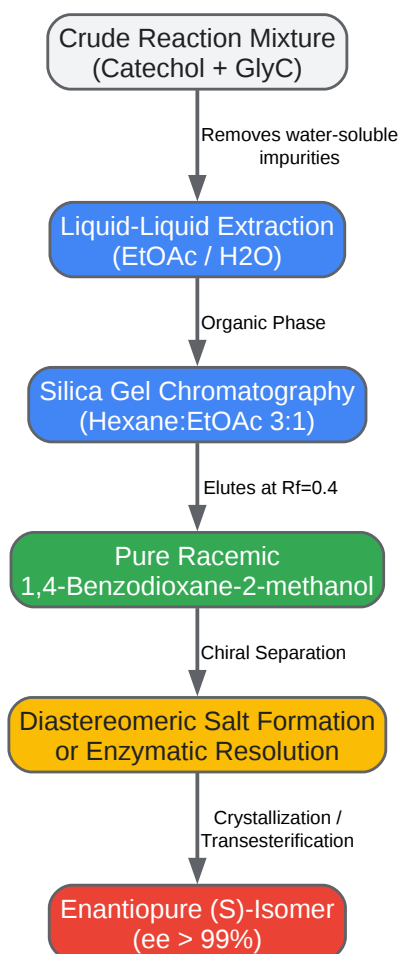 Crude Reaction Mixture
(Catechol + GlyC)
Removes water-soluble
impurities
Liquid-Liquid Extraction
(EtOAc / H2O)
Organic Phase
Silica Gel Chromatography
(Hexane:EtOAc 3:1)
Elutes at Rf=0.4
Pure Racemic
1,4-Benzodioxane-2-methanol
Chiral Separation
Diastereomeric Salt Formation
or Enzymatic Resolution
Crystallization /
Transesterification
Enantiopure (S)-Isomer
(ee > 99%)